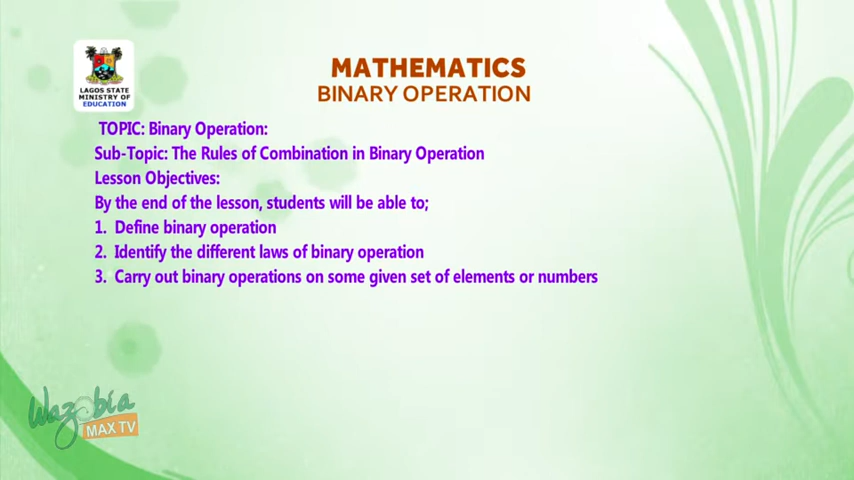 LAGOS STATE
MINISTRY OF
EDUCATION
MATHEMATICS
BINARY OPERATION
TOPIC: Binary Operation:
Sub-Topic: The Rules of Combination in Binary Operation
Lesson Objectives:
By the end of the lesson, students will be able to;
1. Define binary operation
2. Identify the different laws of binary operation
3. Carry out binary operations on some given set of elements or numbers
Wazobia
MAX TV